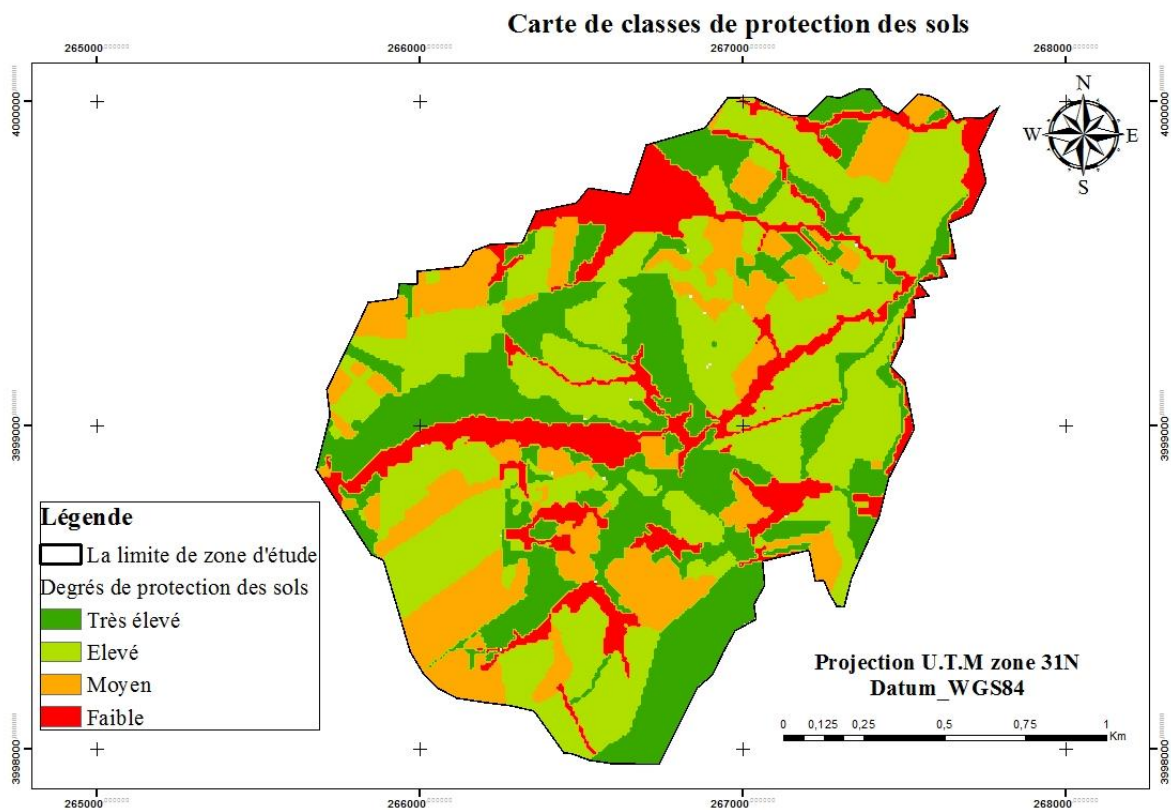 Carte de classes de protection des sols
265000
266000
267000
268000
4000000
4000000
N
W
E
S
3999000
3999000
Légende
La limite de zone d'étude
Degrés de protection des sols
Très élevé
Elevé
Moyen
Faible
Projection U.T.M zone 31N
Datum_WGS84
0 0,125 0,25 0,5 0,75 1
Km
3998000
3998000
265000
266000
267000
268000